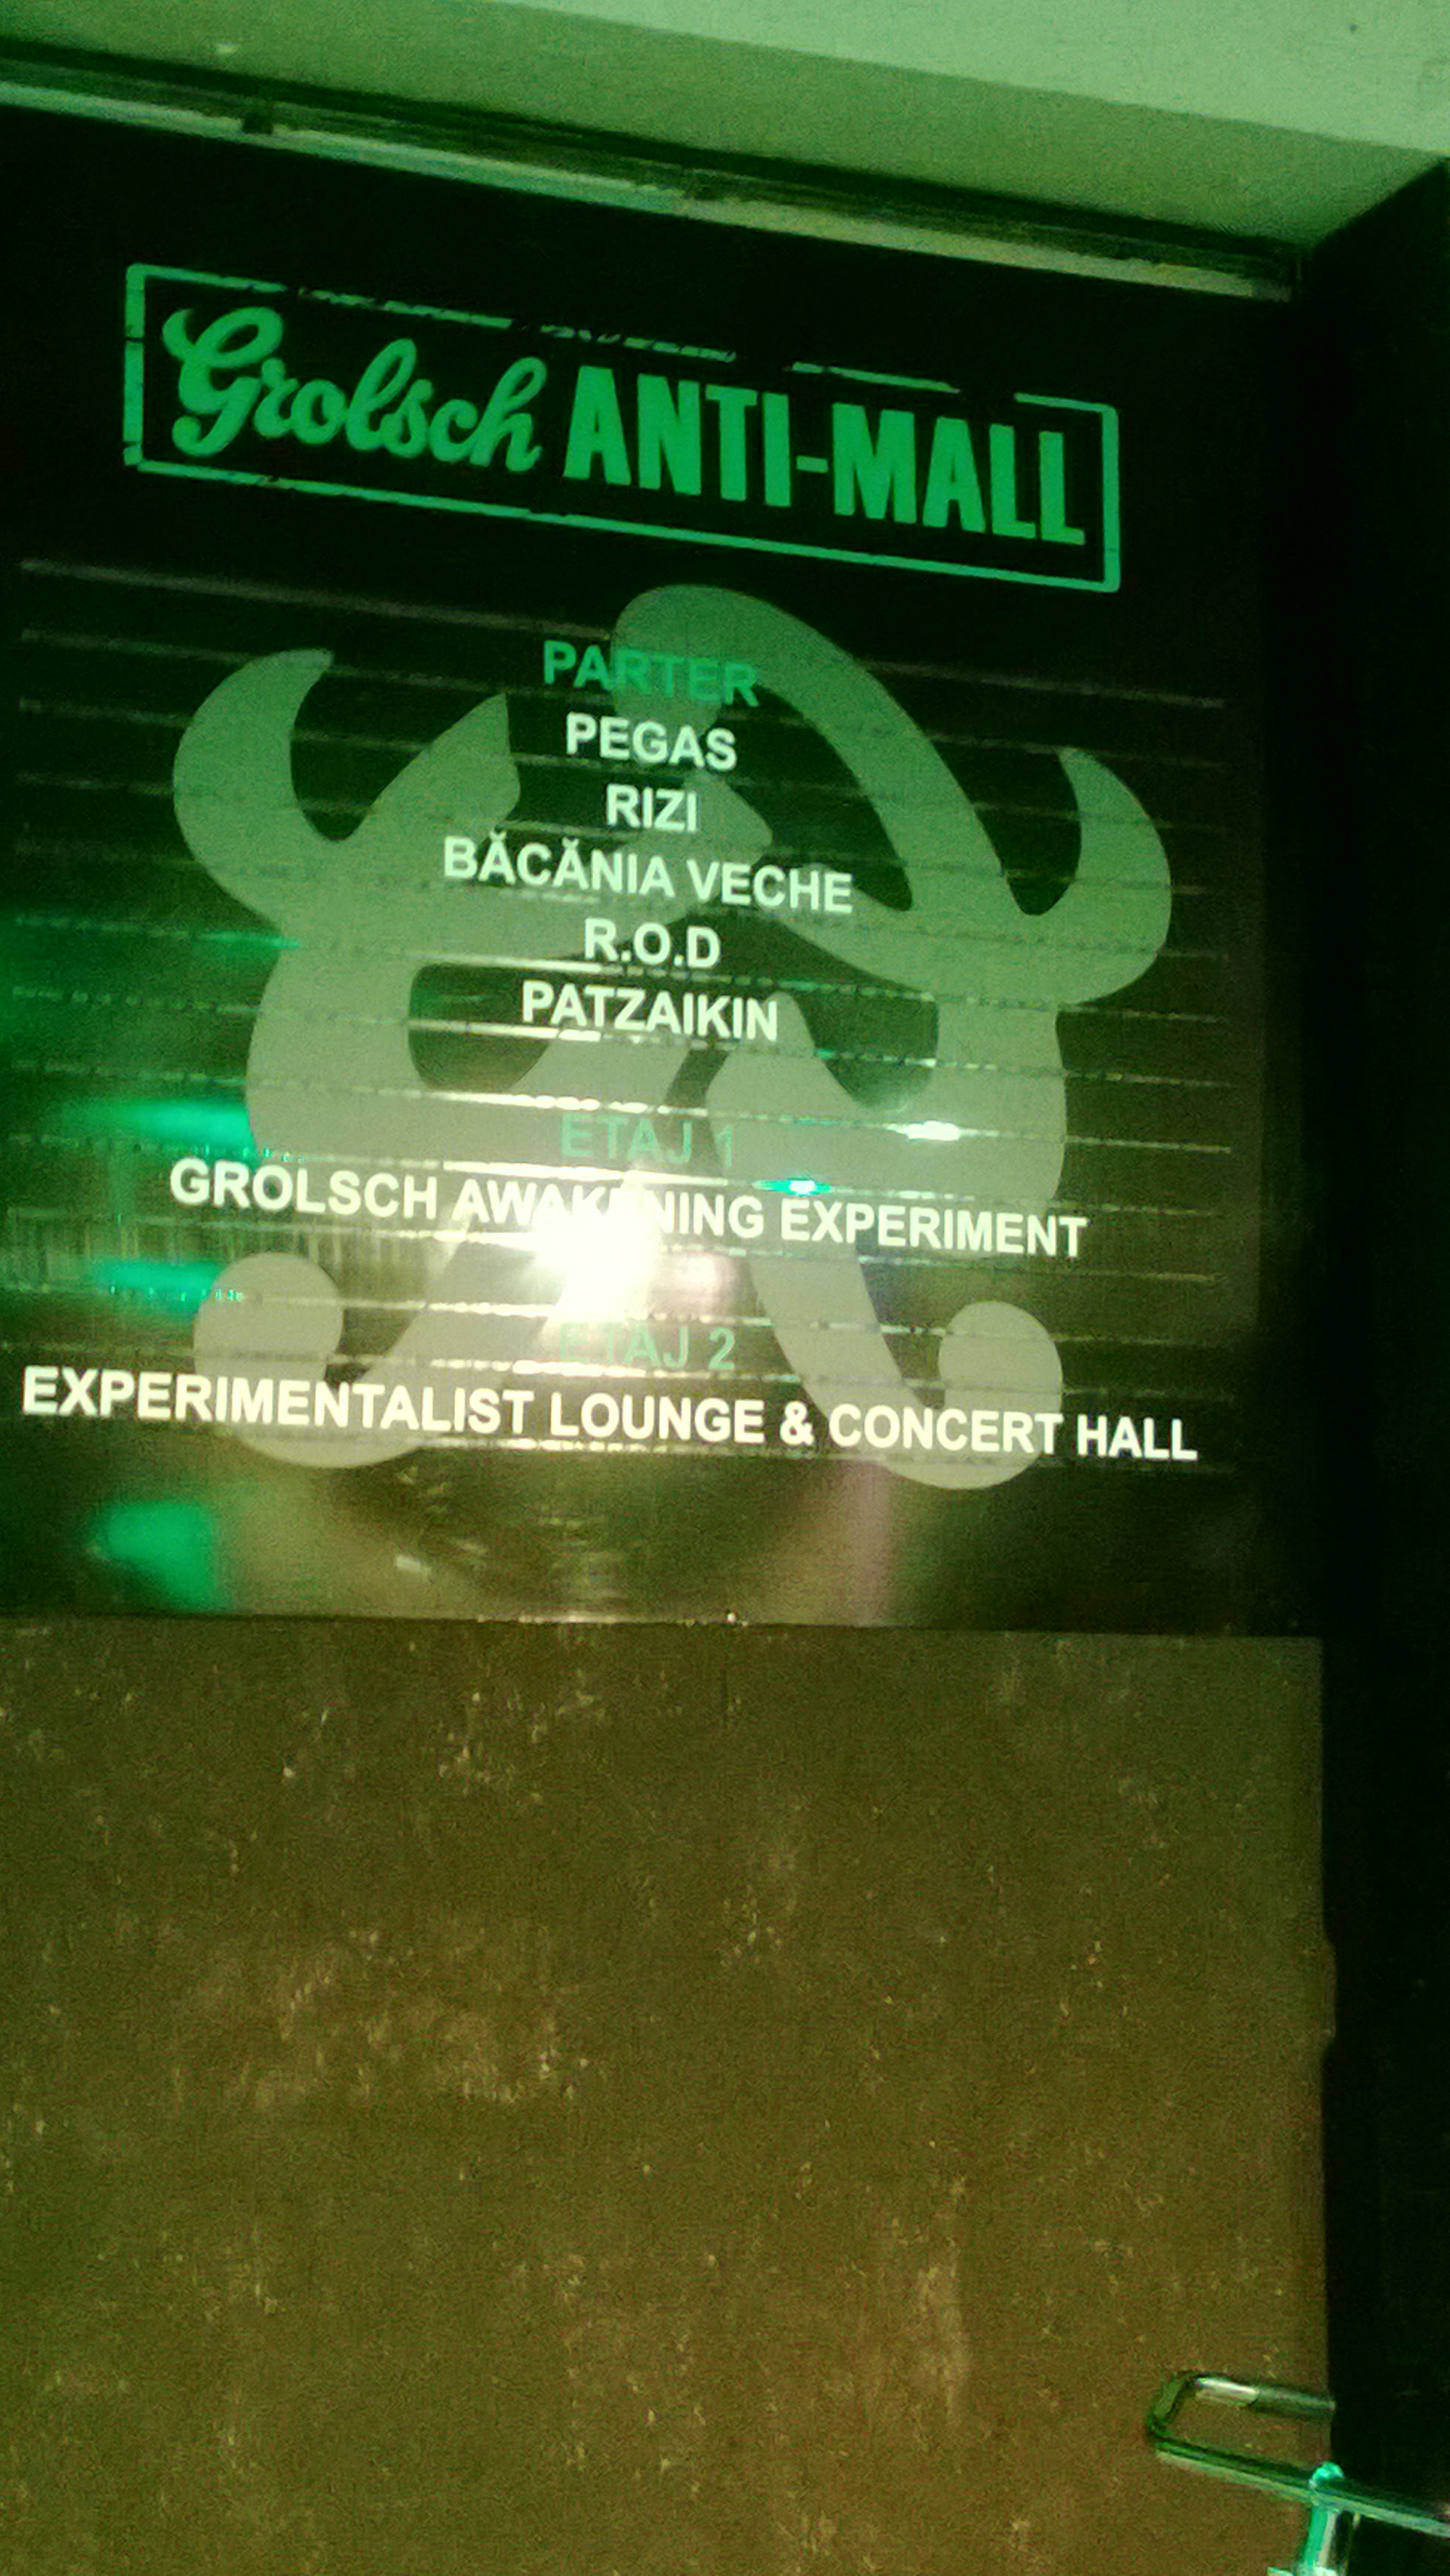 Grolsch ANTI-MALL
PARTER
PEGAS
RIZI
BĂCĂNIA VECHE
R.O.D
PATZAIKIN
ETAJ 1
GROLSCH AWAKENING EXPERIMENT
ETAJ 2
EXPERIMENTALIST LOUNGE & CONCERT HALL